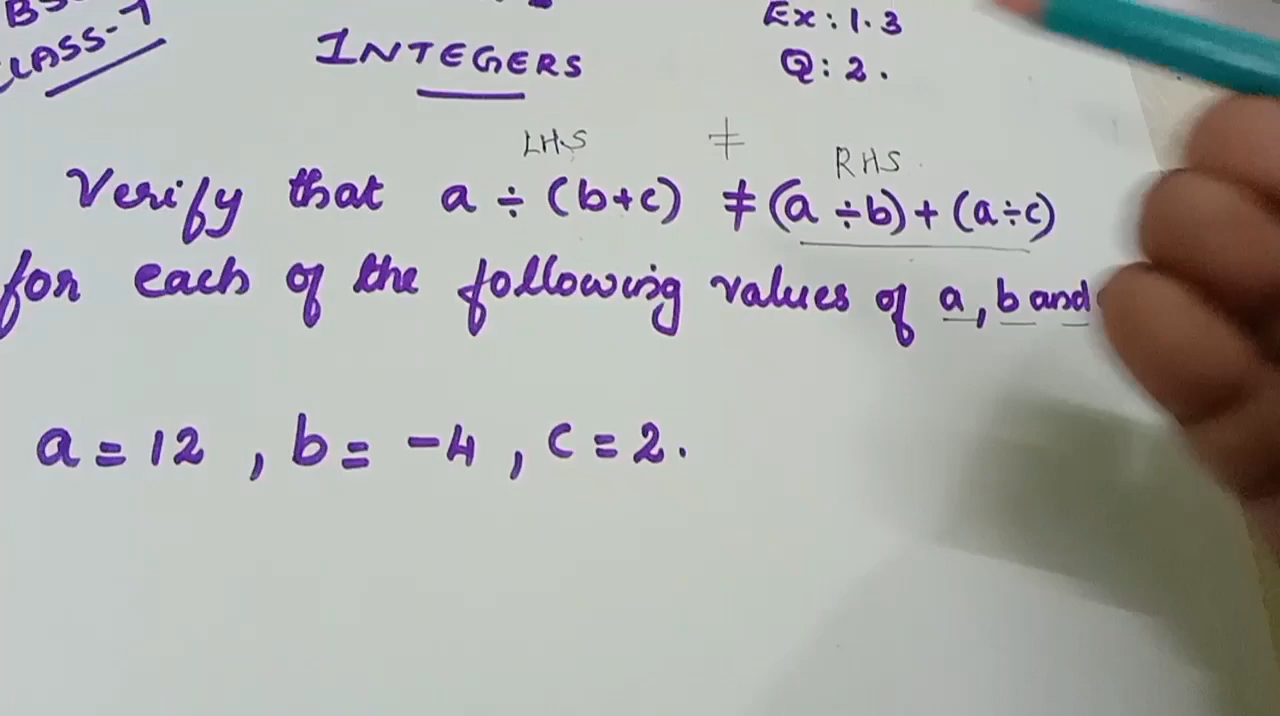 CLASS-7
INTEGERS
Ex: 1.3
Q: 2.
LHS ≠ RHS
Verify that a ÷ (b+c) ≠ (a ÷ b) + (a ÷ c)
for each of the following values of a, b and
a = 12, b = -4, c = 2.